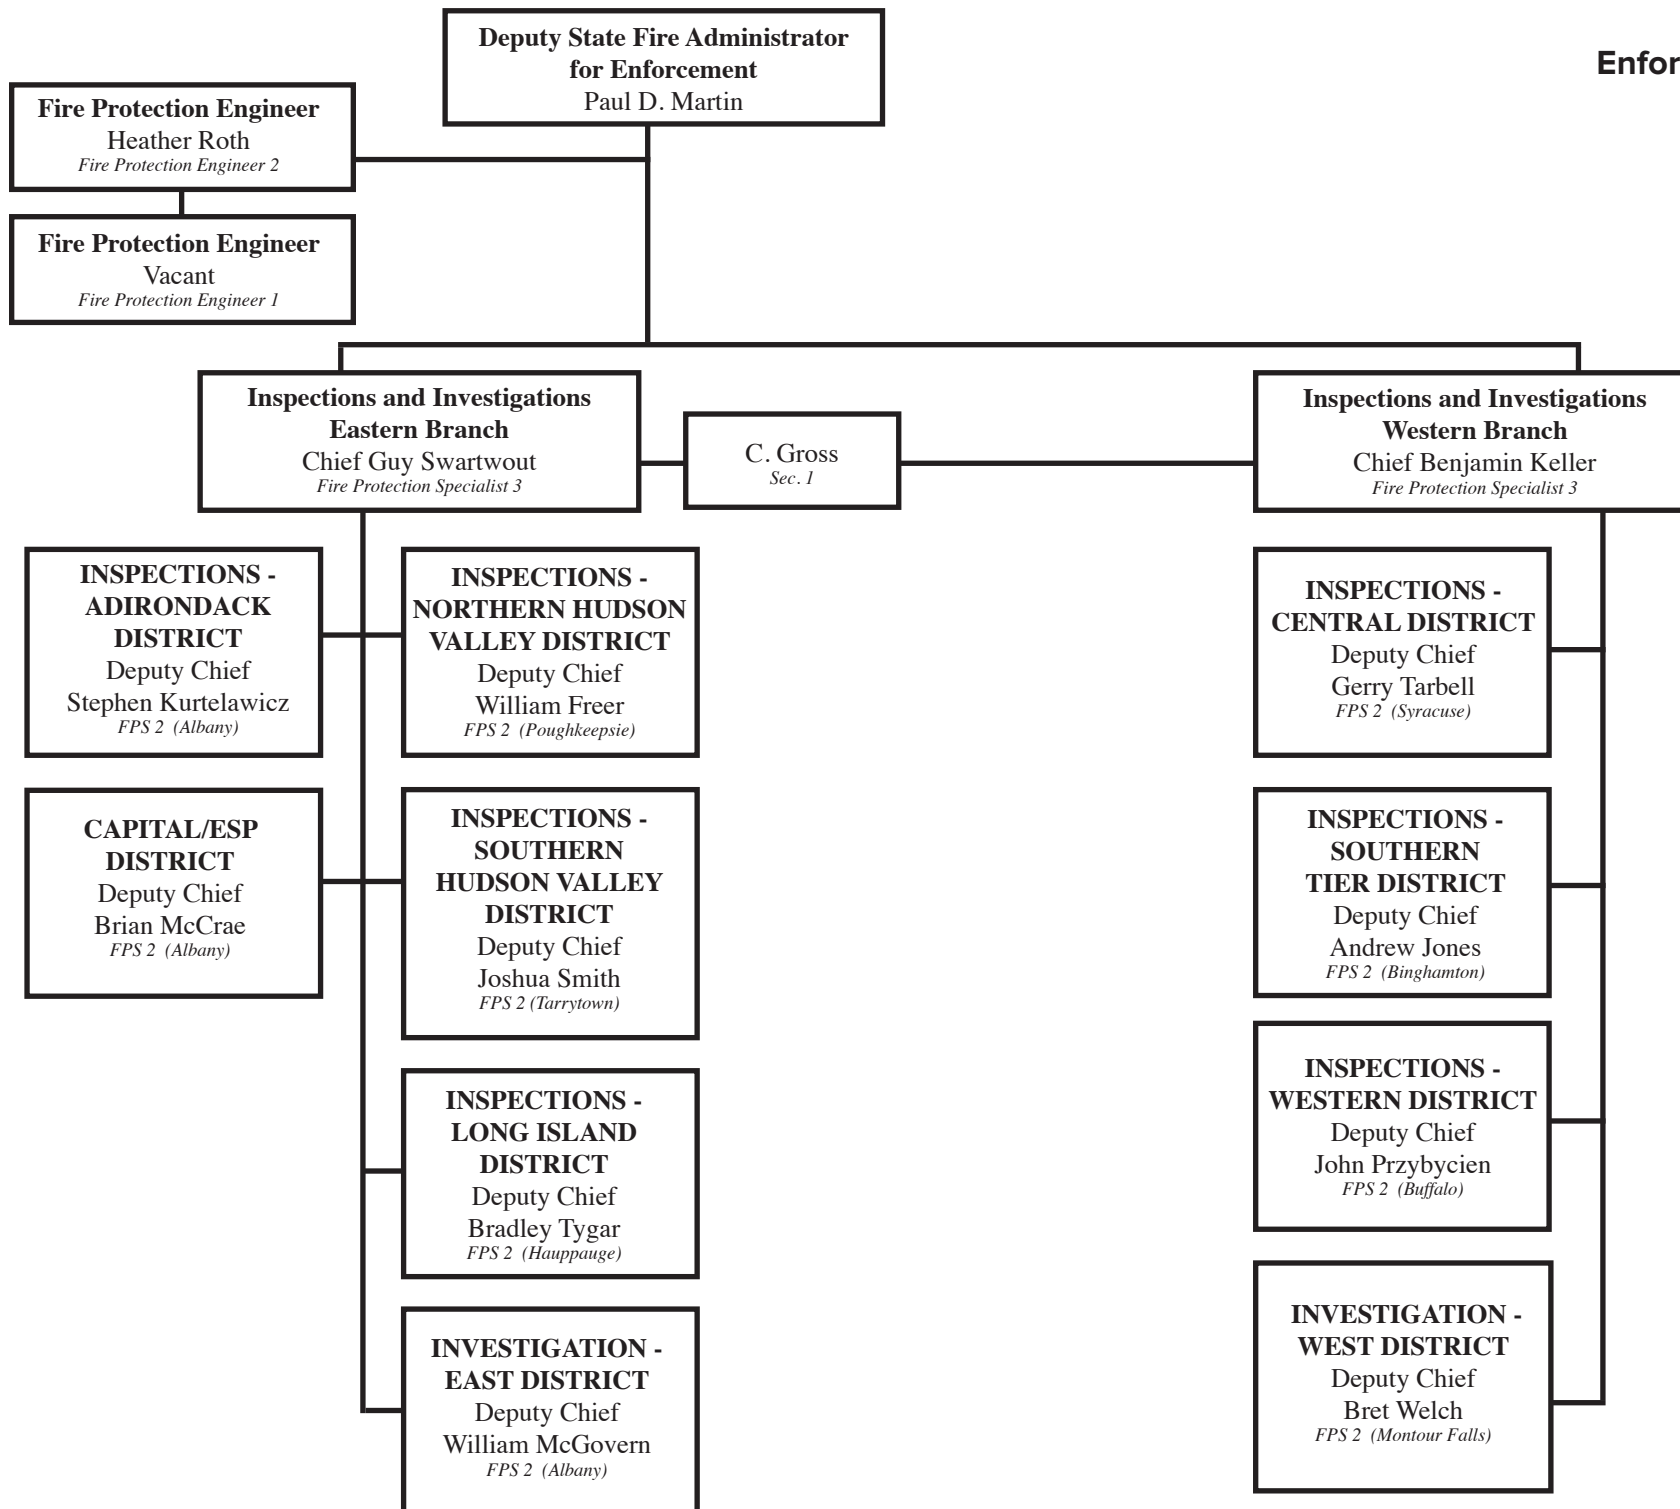 Deputy State Fire Administrator
for Enforcement
Paul D. Martin
Enfor
Fire Protection Engineer
Heather Roth
Fire Protection Engineer 2
Fire Protection Engineer
Vacant
Fire Protection Engineer 1
Inspections and Investigations
Eastern Branch
Chief Guy Swartwout
Fire Protection Specialist 3
C. Gross
Sec. 1
Inspections and Investigations
Western Branch
Chief Benjamin Keller
Fire Protection Specialist 3
INSPECTIONS -
ADIRONDACK
DISTRICT
Deputy Chief
Stephen Kurtelawicz
FPS 2 (Albany)
INSPECTIONS -
NORTHERN HUDSON
VALLEY DISTRICT
Deputy Chief
William Freer
FPS 2 (Poughkeepsie)
INSPECTIONS -
CENTRAL DISTRICT
Deputy Chief
Gerry Tarbell
FPS 2 (Syracuse)
CAPITAL/ESP
DISTRICT
Deputy Chief
Brian McCrae
FPS 2 (Albany)
INSPECTIONS -
SOUTHERN
HUDSON VALLEY
DISTRICT
Deputy Chief
Joshua Smith
FPS 2 (Tarrytown)
INSPECTIONS -
SOUTHERN
TIER DISTRICT
Deputy Chief
Andrew Jones
FPS 2 (Binghamton)
INSPECTIONS -
LONG ISLAND
DISTRICT
Deputy Chief
Bradley Tygar
FPS 2 (Hauppauge)
INSPECTIONS -
WESTERN DISTRICT
Deputy Chief
John Przybycien
FPS 2 (Buffalo)
INVESTIGATION -
EAST DISTRICT
Deputy Chief
William McGovern
FPS 2 (Albany)
INVESTIGATION -
WEST DISTRICT
Deputy Chief
Bret Welch
FPS 2 (Montour Falls)